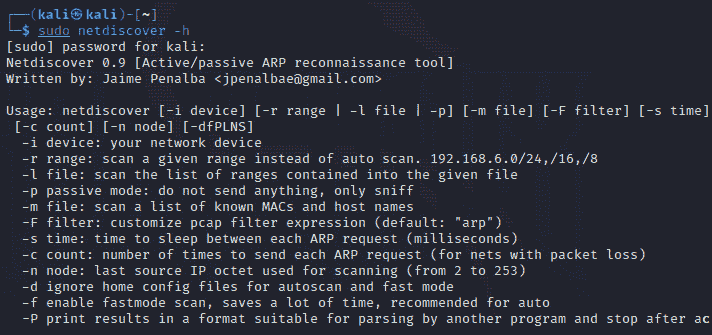 ┌──(kali㉿kali)-[~]
└─$ sudo netdiscover -h
[sudo] password for kali:
Netdiscover 0.9 [Active/passive ARP reconnaissance tool]
Written by: Jaime Penalba <jpenalbae@gmail.com>

Usage: netdiscover [-i device] [-r range | -l file | -p] [-m file] [-F filter] [-s time]
 [-c count] [-n node] [-dfPLNS]
  -i device: your network device
  -r range: scan a given range instead of auto scan. 192.168.6.0/24,/16,/8
  -l file: scan the list of ranges contained into the given file
  -p passive mode: do not send anything, only sniff
  -m file: scan a list of known MACs and host names
  -F filter: customize pcap filter expression (default: "arp")
  -s time: time to sleep between each ARP request (milliseconds)
  -c count: number of times to send each ARP request (for nets with packet loss)
  -n node: last source IP octet used for scanning (from 2 to 253)
  -d ignore home config files for autoscan and fast mode
  -f enable fastmode scan, saves a lot of time, recommended for auto
  -P print results in a format suitable for parsing by another program and stop after ac